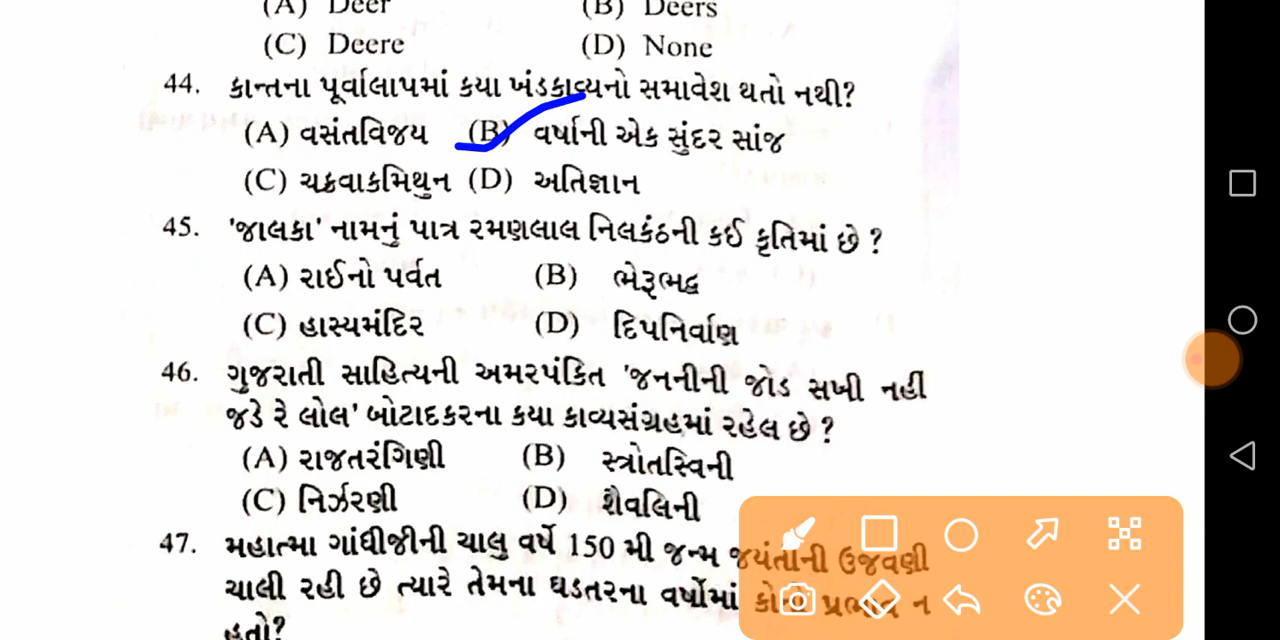 (A) Deer (B) Deers
(C) Deere (D) None
44. કાન્તના પૂર્વાલાપમાં કયા ખંડકાવ્યનો સમાવેશ થતો નથી?
(A) વસંતવિજય (B) વર્ષાની એક સુંદર સાંજ
(C) ચક્રવાકમિથુન (D) અતિજ્ઞાન
45. 'જાલકા' નામનું પાત્ર રમણલાલ નિલકંઠની કઈ કૃતિમાં છે ?
(A) રાઈનો પર્વત (B) ભેરૂભદ્ર
(C) હાસ્યમંદિર (D) દિપનિર્વાણ
46. ગુજરાતી સાહિત્યની અમરપંકિત 'જનનીની જોડ સખી નહીં
જડે રે લોલ' બોટાદકરના કયા કાવ્યસંગ્રહમાં રહેલ છે ?
(A) રાજતરંગિણી (B) સ્ત્રોતસ્વિની
(C) નિર્ઝરણી (D) શૈવલિની
47. મહાત્મા ગાંધીજીની ચાલુ વર્ષે 150 મી જન્મ જયંતીની ઉજવણી
ચાલી રહી છે ત્યારે તેમના ઘડતરના વર્ષોમાં કોનો પ્રભાવ ન
હતો?